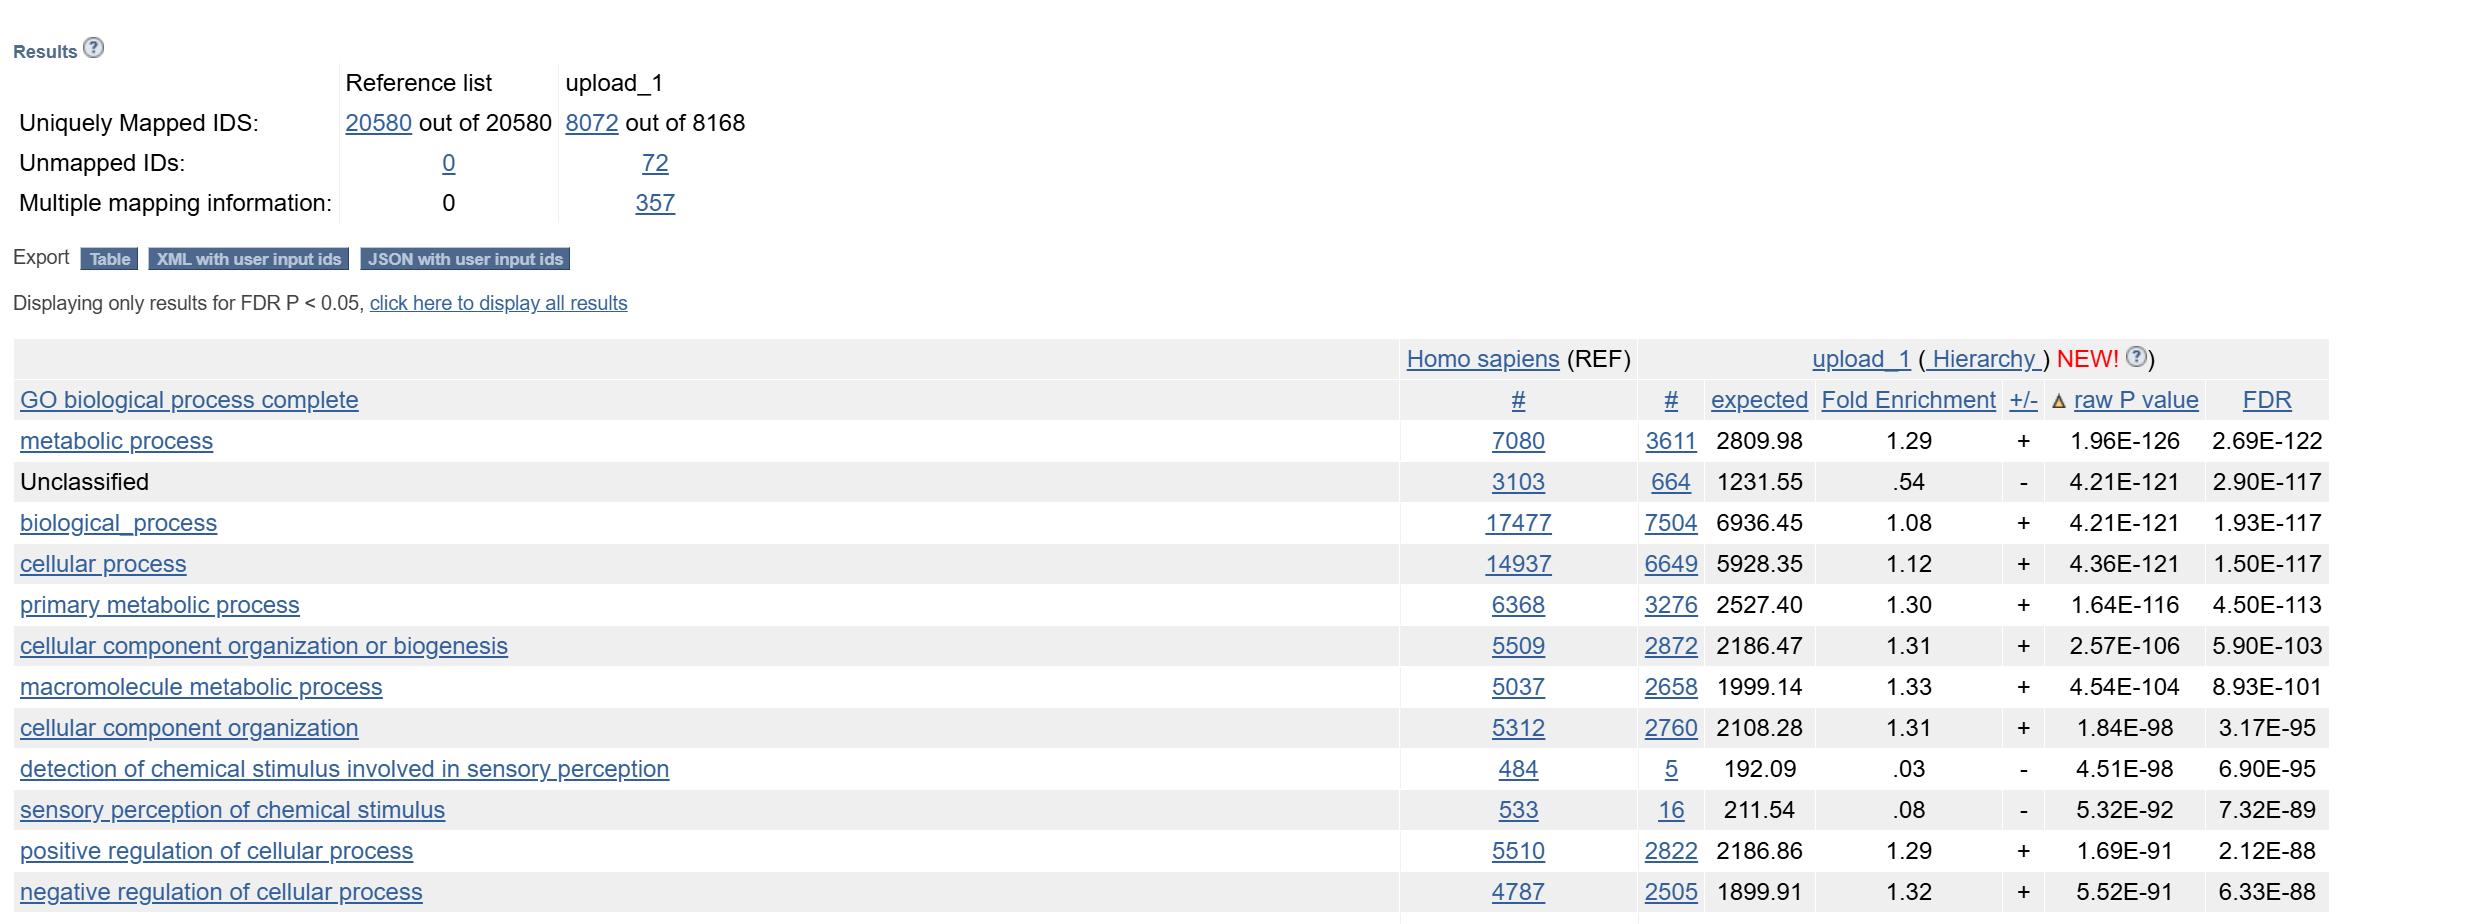 Results ?
Reference list upload_1
Uniquely Mapped IDS: 20580 out of 20580 8072 out of 8168
Unmapped IDs: 0 72
Multiple mapping information: 0 357
Export Table XML with user input ids JSON with user input ids
Displaying only results for FDR P < 0.05, click here to display all results
Homo sapiens (REF) upload_1 ( Hierarchy ) NEW! ? )
GO biological process complete # # expected Fold Enrichment +/- raw P value FDR
metabolic process 7080 3611 2809.98 1.29 + 1.96E-126 2.69E-122
Unclassified 3103 664 1231.55 .54 - 4.21E-121 2.90E-117
biological_process 17477 7504 6936.45 1.08 + 4.21E-121 1.93E-117
cellular process 14937 6649 5928.35 1.12 + 4.36E-121 1.50E-117
primary metabolic process 6368 3276 2527.40 1.30 + 1.64E-116 4.50E-113
cellular component organization or biogenesis 5509 2872 2186.47 1.31 + 2.57E-106 5.90E-103
macromolecule metabolic process 5037 2658 1999.14 1.33 + 4.54E-104 8.93E-101
cellular component organization 5312 2760 2108.28 1.31 + 1.84E-98 3.17E-95
detection of chemical stimulus involved in sensory perception 484 5 192.09 .03 - 4.51E-98 6.90E-95
sensory perception of chemical stimulus 533 16 211.54 .08 - 5.32E-92 7.32E-89
positive regulation of cellular process 5510 2822 2186.86 1.29 + 1.69E-91 2.12E-88
negative regulation of cellular process 4787 2505 1899.91 1.32 + 5.52E-91 6.33E-88